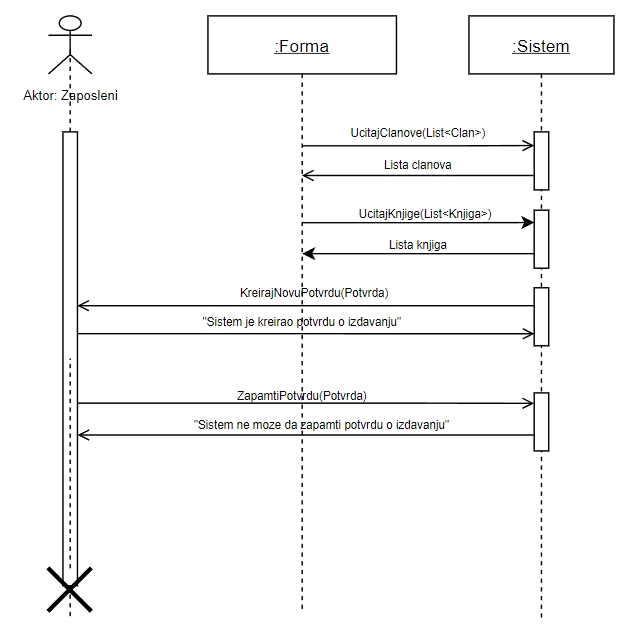 :Forma
:Sistem
Aktor: Zaposleni
UcitajClanove(List<Clan>)
Lista clanova
UcitajKnjige(List<Knjiga>)
Lista knjiga
KreirajNovuPotvrdu(Potvrda)
"Sistem je kreirao potvrdu o izdavanju"
ZapamtiPotvrdu(Potvrda)
"Sistem ne moze da zapamti potvrdu o izdavanju"